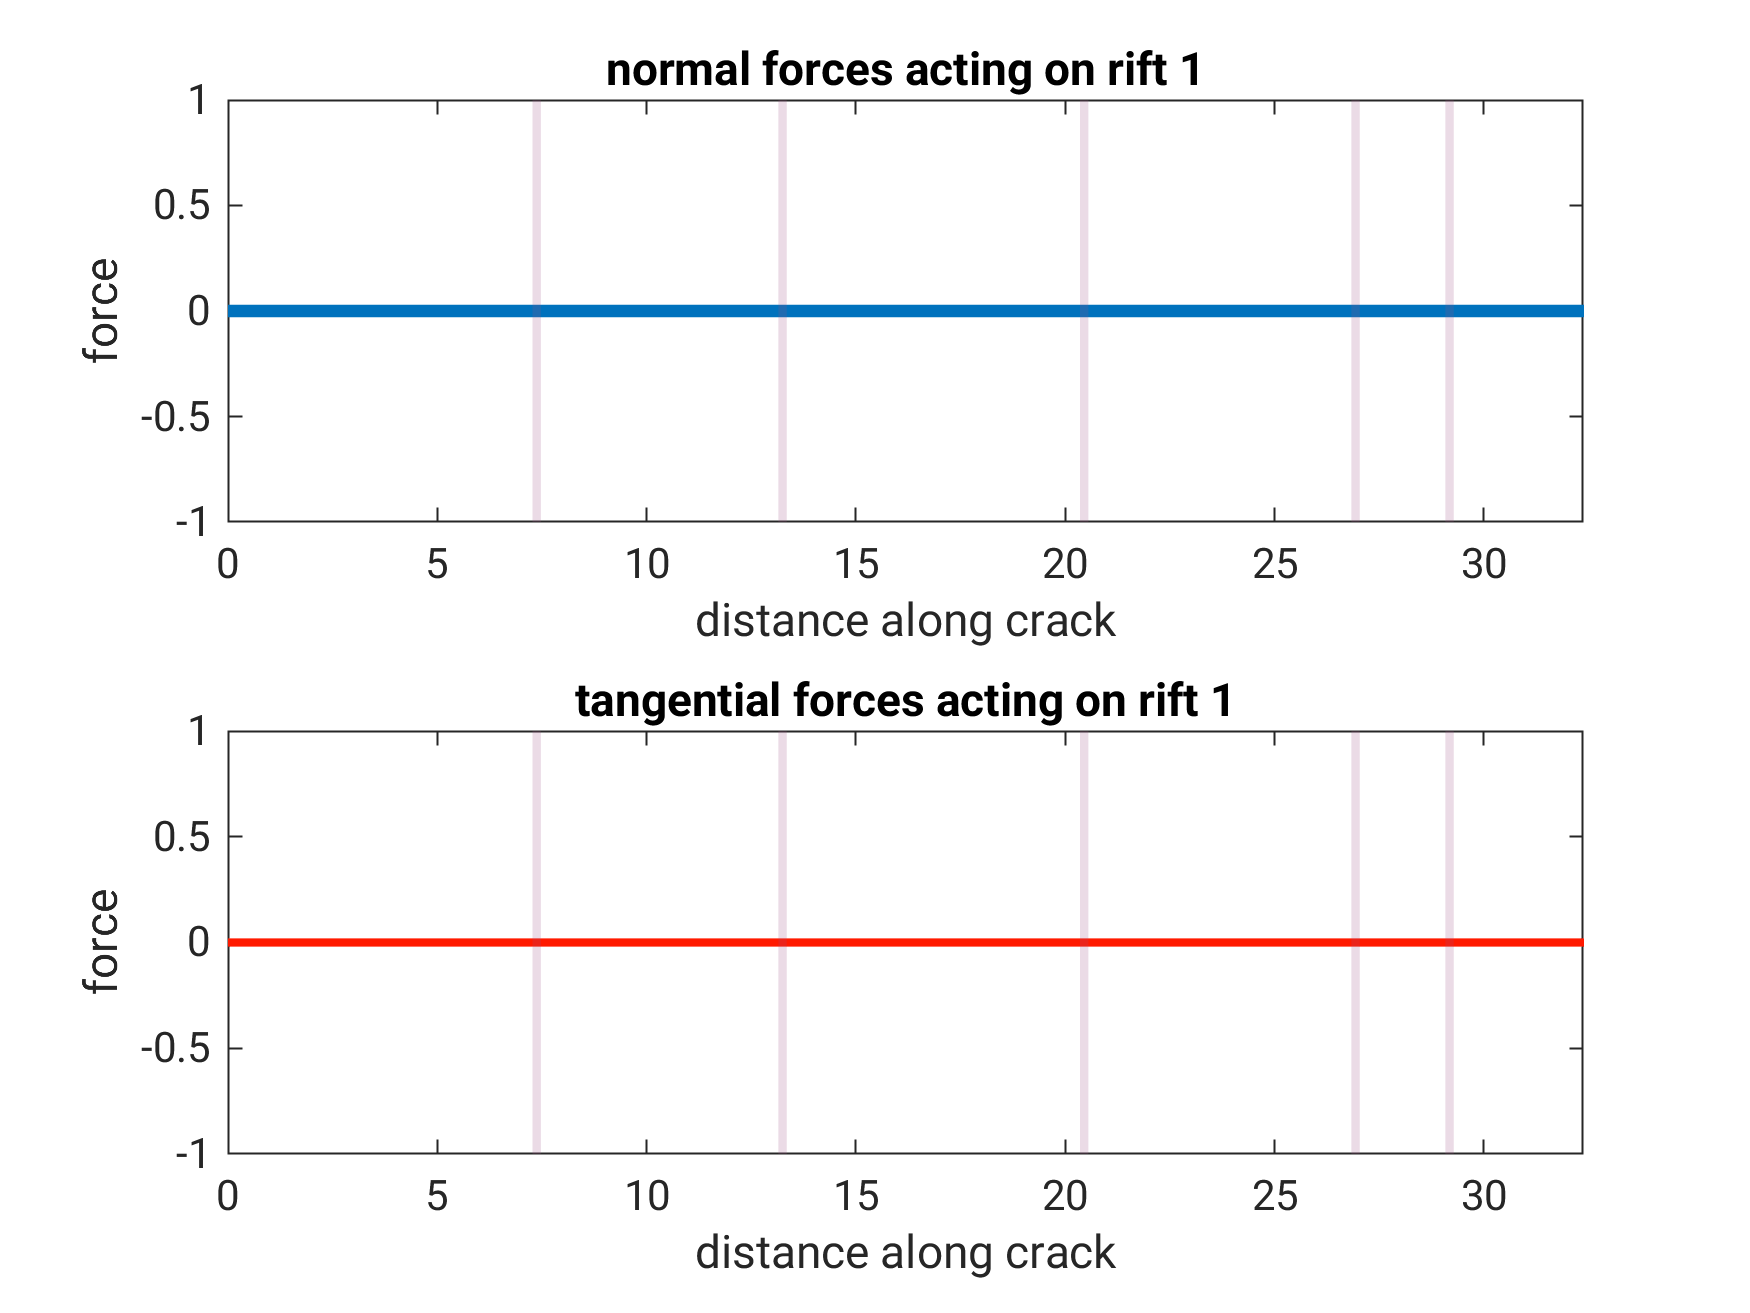 normal forces acting on rift 1
1
0.5
0
-0.5
-1
force
0 5 10 15 20 25 30
distance along crack
tangential forces acting on rift 1
1
0.5
0
-0.5
-1
force
0 5 10 15 20 25 30
distance along crack